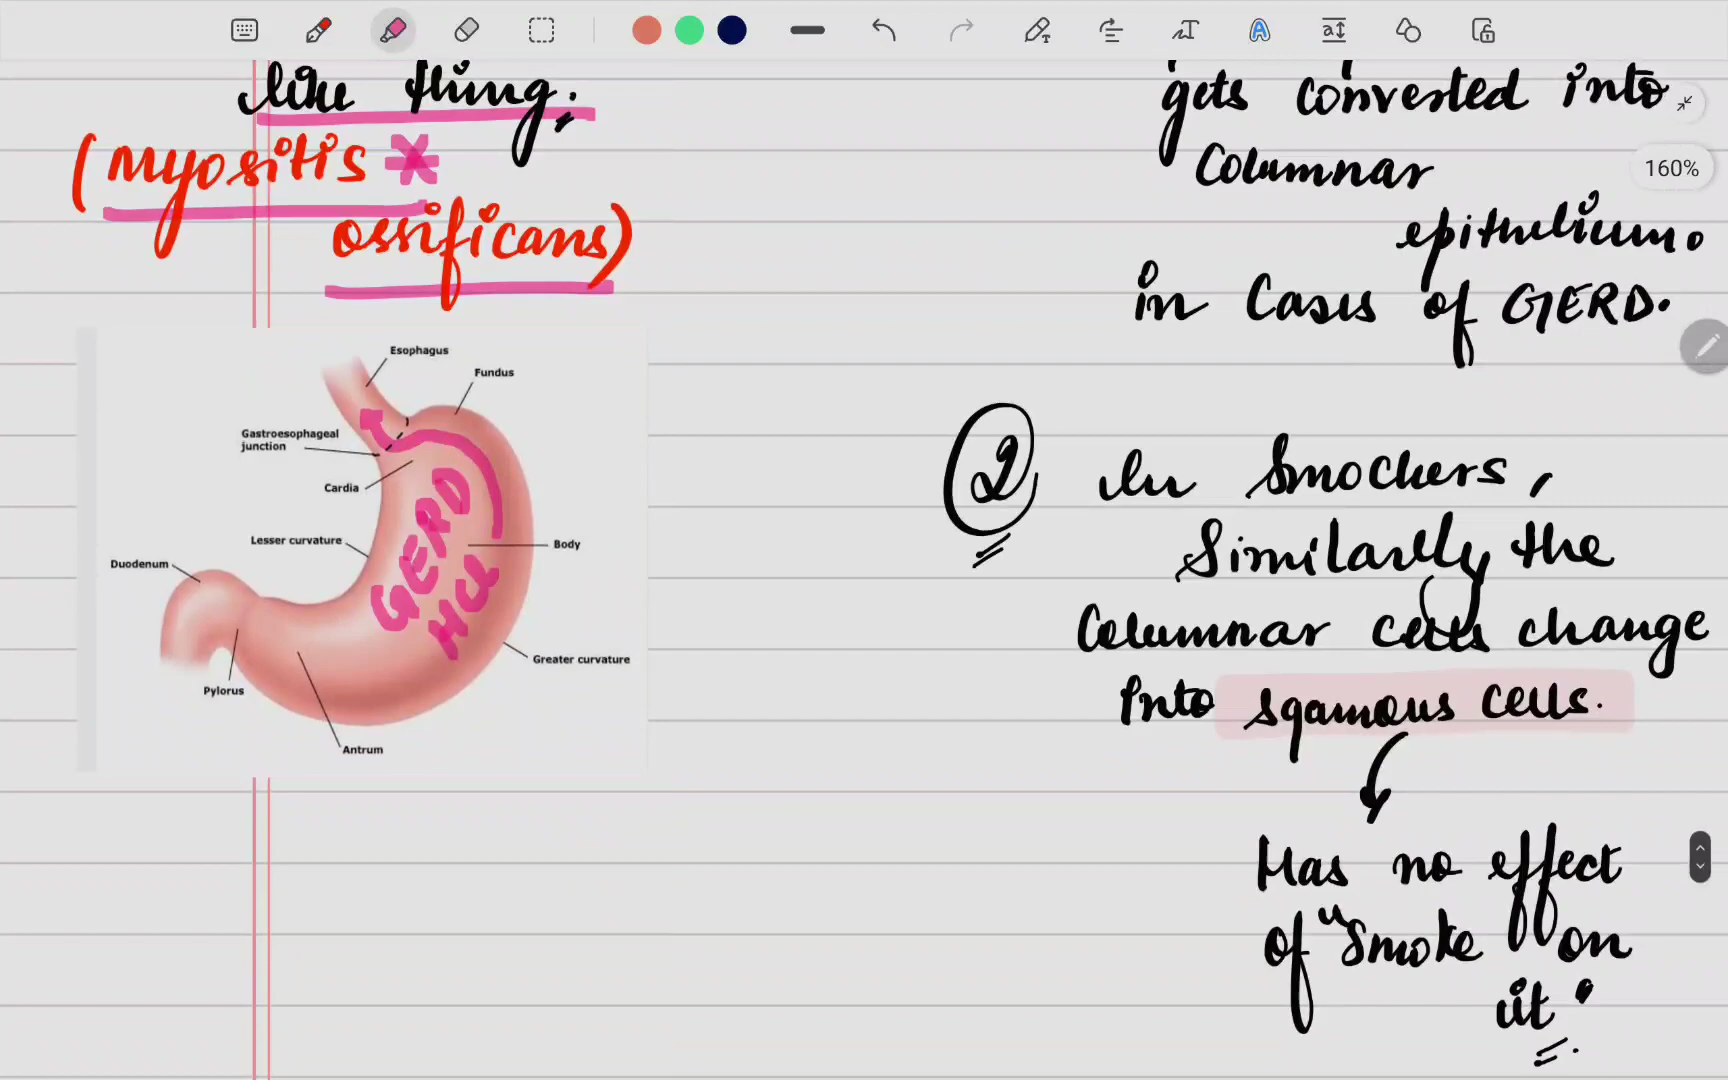 like thing.
(myositis *
ossificans)
Esophagus
Fundus
Gastroesophageal
junction
Cardia
Lesser curvature
Body
Duodenum
Greater curvature
Pylorus
Antrum
GERD
HCl
gets converted into
Columnar
epithelium.
in Cases of GERD.
160%
2 In Smockers,
Similarly the
Columnar cells change
Into sqamous cells.
Has no effect
of "smoke on
it"